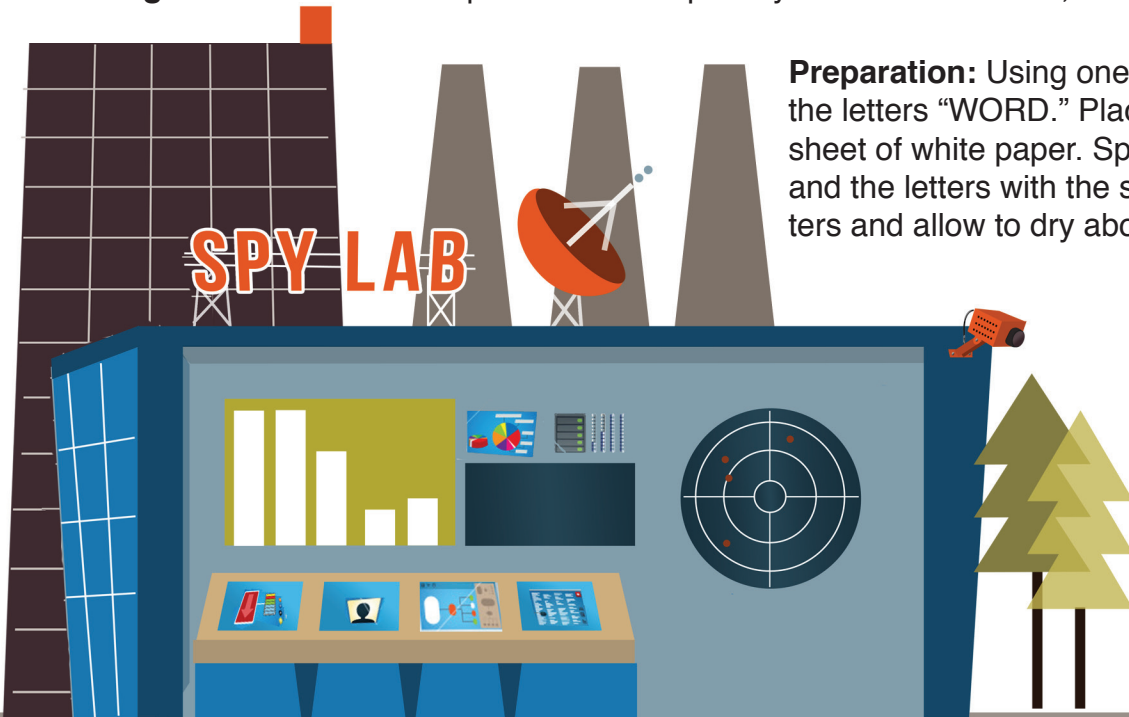 Preparation: Using one
the letters “WORD.” Plac
sheet of white paper. Sp
and the letters with the s
ters and allow to dry abo
SPY LAB